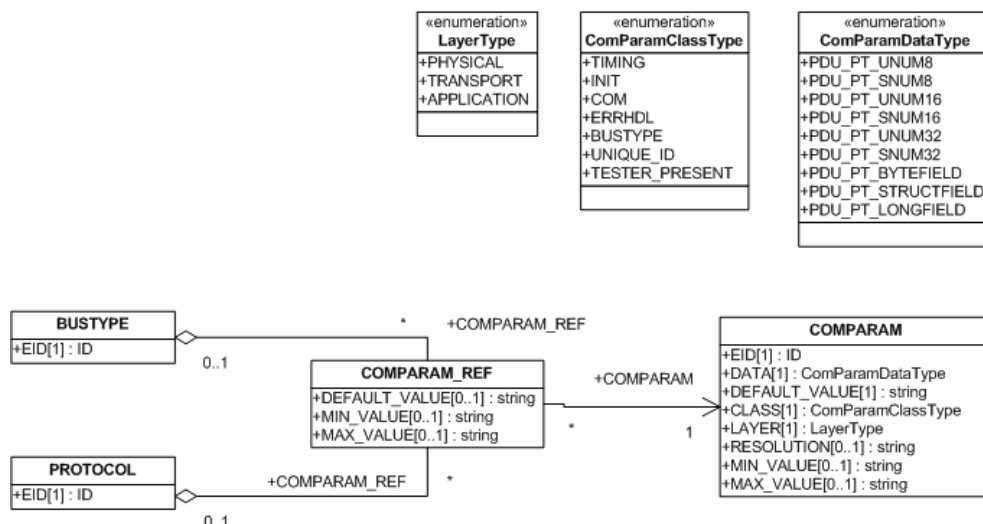 «enumeration»
LayerType
+PHYSICAL
+TRANSPORT
+APPLICATION
«enumeration»
ComParamClassType
+TIMING
+INIT
+COM
+ERRHDL
+BUSTYPE
+UNIQUE_ID
+TESTER_PRESENT
«enumeration»
ComParamDataType
+PDU_PT_UNUM8
+PDU_PT_SNUM8
+PDU_PT_UNUM16
+PDU_PT_SNUM16
+PDU_PT_UNUM32
+PDU_PT_SNUM32
+PDU_PT_BYTEFIELD
+PDU_PT_STRUCTFIELD
+PDU_PT_LONGFIELD
BUSTYPE
+EID[1] : ID
0..1
*
+COMPARAM_REF
COMPARAM_REF
+DEFAULT_VALUE[0..1] : string
+MIN_VALUE[0..1] : string
+MAX_VALUE[0..1] : string
+COMPARAM
*
1
COMPARAM
+EID[1] : ID
+DATA[1] : ComParamDataType
+DEFAULT_VALUE[1] : string
+CLASS[1] : ComParamClassType
+LAYER[1] : LayerType
+RESOLUTION[0..1] : string
+MIN_VALUE[0..1] : string
+MAX_VALUE[0..1] : string
PROTOCOL
+EID[1] : ID
+COMPARAM_REF
*
0..1